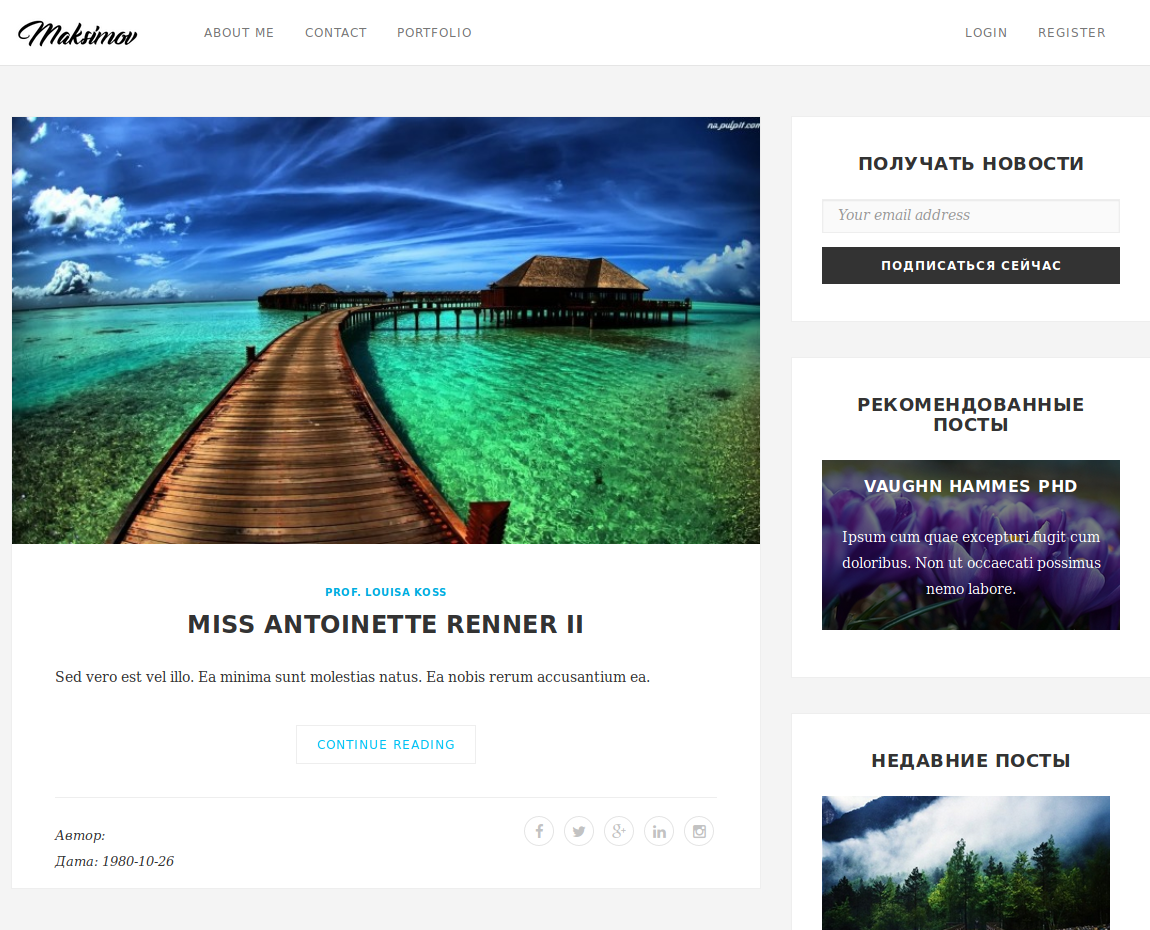 Maksimov
ABOUT ME
CONTACT
PORTFOLIO
LOGIN
REGISTER
na.pulpit.com
PROF. LOUISA KOSS
MISS ANTOINETTE RENNER II
Sed vero est vel illo. Ea minima sunt molestias natus. Ea nobis rerum accusantium ea.
CONTINUE READING
Автор:
Дата: 1980-10-26
ПОЛУЧАТЬ НОВОСТИ
Your email address
ПОДПИСАТЬСЯ СЕЙЧАС
РЕКОМЕНДОВАННЫЕ
ПОСТЫ
VAUGHN HAMMES PHD
Ipsum cum quae excepturi fugit cum
doloribus. Non ut occaecati possimus
nemo labore.
НЕДАВНИЕ ПОСТЫ